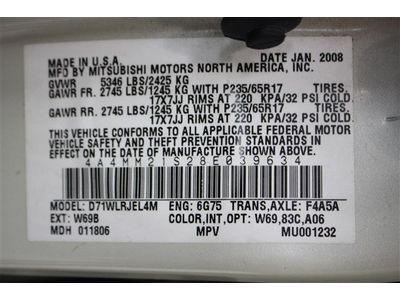 MADE IN U.S.A. DATE JAN. 2008
MFG BY MITSUBISHI MOTORS NORTH AMERICA, INC.
GVWR 5346 LBS/2425 KG
GAWR FR. 2745 LBS/1245 KG WITH P235/65R17 TIRES,
17X7JJ RIMS AT 220 KPA/32 PSI COLD.
GAWR RR. 2745 LBS/1245 KG WITH P235/65R17 TIRES,
17X7JJ RIMS AT 220 KPA/32 PSI COLD.
THIS VEHICLE CONFORMS TO ALL APPLICABLE FEDERAL MOTOR
VEHICLE SAFETY STANDARDS IN EFFECT
ON THE DATE OF MANUFACTURE SHOWN ABOVE.
4A4MM21S28E039634
MODEL: D71WLRJEL4M ENG: 6G75 TRANS,AXLE: F4A5A
EXT: W69B COLOR,INT,OPT: W69,83C,A06
MDH 011806 MPV MU001232